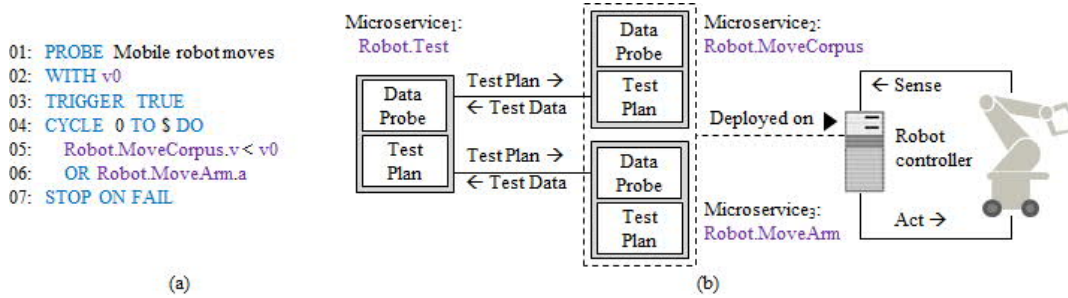 01: PROBE Mobile robot moves
02: WITH v0
03: TRIGGER TRUE
04: CYCLE 0 TO $ DO
05: Robot.MoveCorpus.v < v0
06: OR Robot.MoveArm.a
07: STOP ON FAIL
(a)
Microservice₁:
Robot.Test
Data
Probe
Test
Plan
Test Plan →
← Test Data
Test Plan →
← Test Data
Data
Probe
Test
Plan
Data
Probe
Test
Plan
Microservice₂:
Robot.MoveCorpus
Deployed on
Microservice₃:
Robot.MoveArm
← Sense
Robot
controller
Act →
(b)